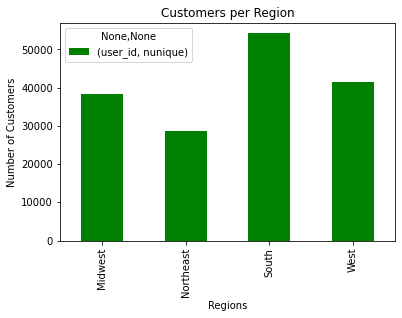 Customers per Region
None,None
(user_id, nunique)
Number of Customers
50000
40000
30000
20000
10000
0
Midwest
Northeast
South
West
Regions